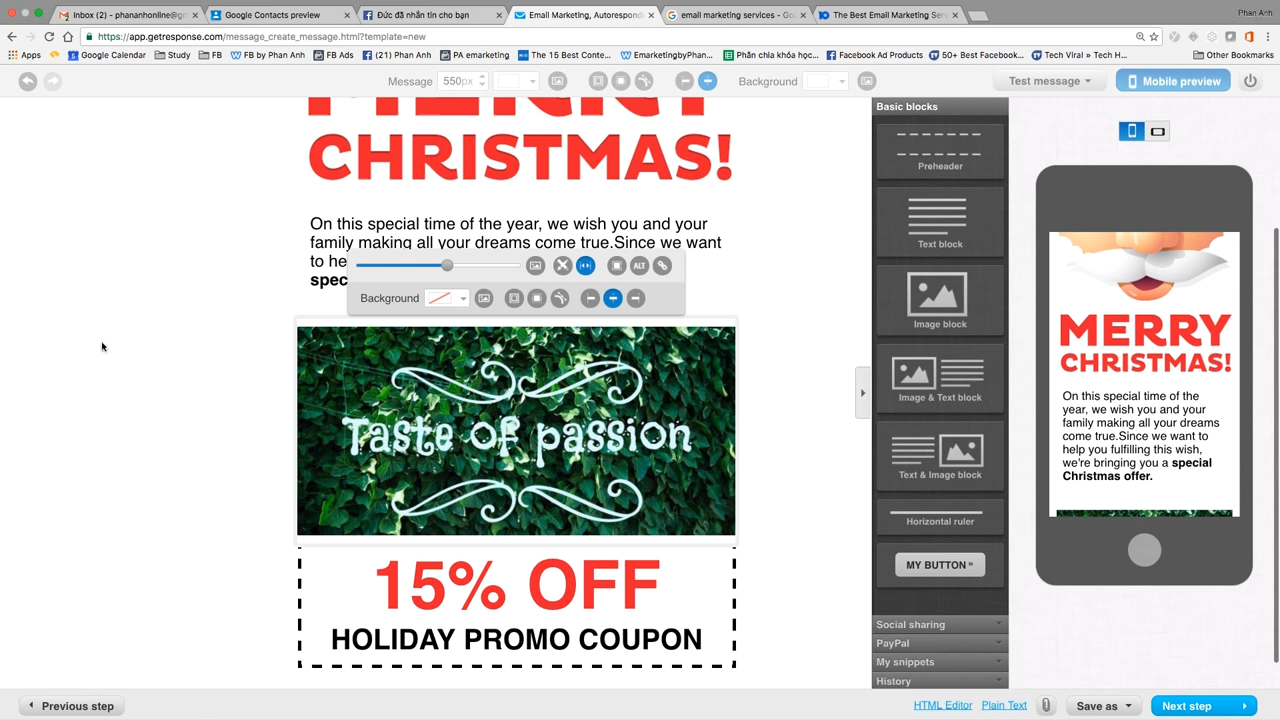 Inbox (2) - phananhonline@gm
Google Contacts preview
Đức đã nhắn tin cho bạn
Email Marketing, Autorespond
email marketing services - Goo
The Best Email Marketing Serv
Phan Anh
https://app.getresponse.com/message_create_message.html?template=new
Apps
Google Calendar
Study
FB
FB by Phan Anh
FB Ads
(21) Phan Anh
PA emarketing
The 15 Best Conte...
EmarketingbyPhan...
Phần chia khóa học...
Facebook Ad Products
50+ Best Facebook...
Tech Viral » Tech H...
Other Bookmarks
Message
550px
Background
Test message
Mobile preview
MERRY
CHRISTMAS!
On this special time of the year, we wish you and your
family making all your dreams come true.Since we want
to he
spec
Background
Taste of passion
15% OFF
HOLIDAY PROMO COUPON
Basic blocks
Preheader
Text block
Image block
Image & Text block
Text & Image block
Horizontal ruler
MY BUTTON »
Social sharing
PayPal
My snippets
History
ALT
MERRY
CHRISTMAS!
On this special time of the
year, we wish you and your
family making all your dreams
come true.Since we want to
help you fulfilling this wish,
we're bringing you a special
Christmas offer.
Previous step
HTML Editor
Plain Text
Save as
Next step